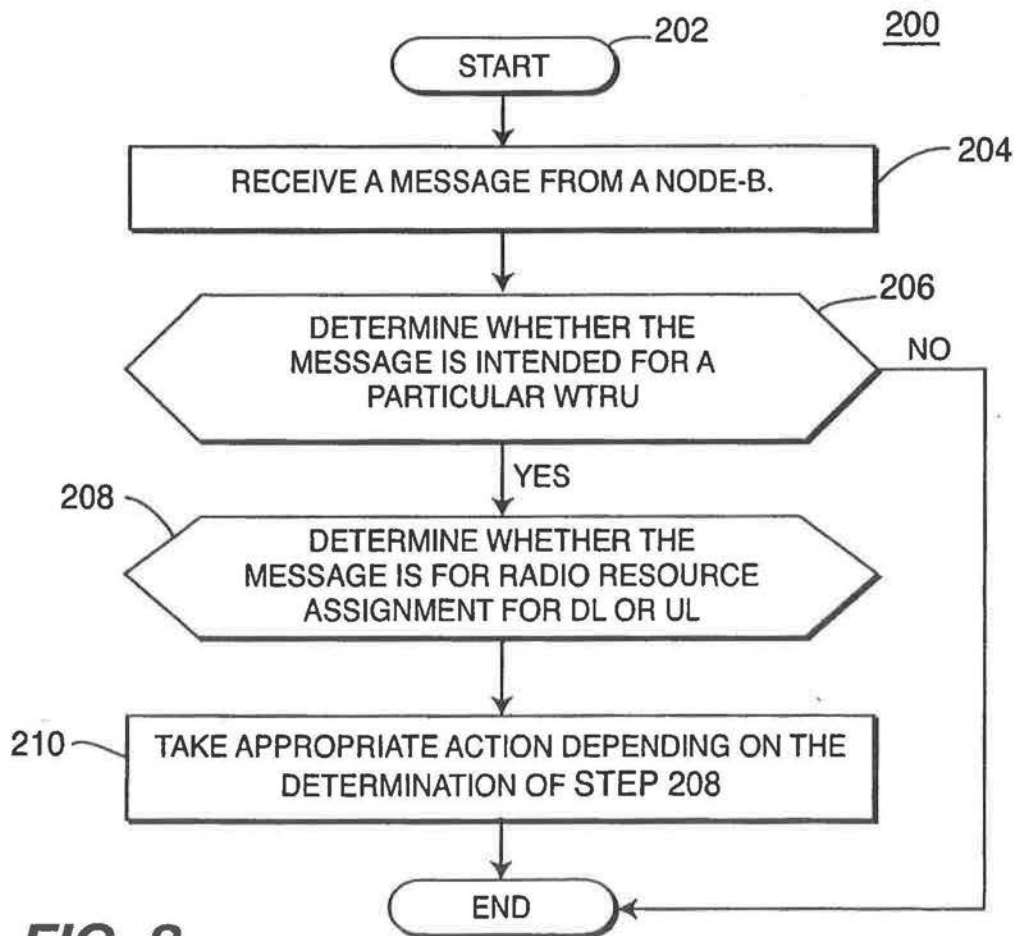 200
START
202
RECEIVE A MESSAGE FROM A NODE-B.
204
DETERMINE WHETHER THE
MESSAGE IS INTENDED FOR A
PARTICULAR WTRU
206
NO
YES
208
DETERMINE WHETHER THE
MESSAGE IS FOR RADIO RESOURCE
ASSIGNMENT FOR DL OR UL
210
TAKE APPROPRIATE ACTION DEPENDING ON THE
DETERMINATION OF STEP 208
END
FIG.